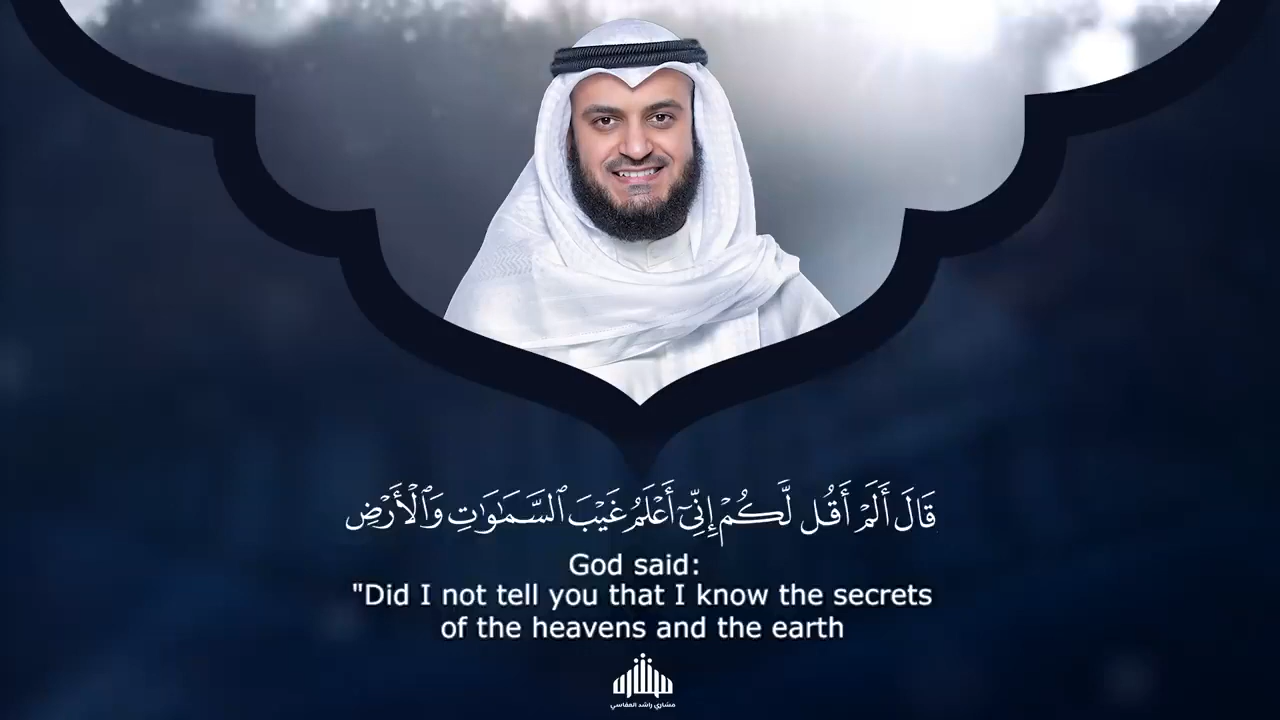 قَالَ أَلَمْ أَقُل لَّكُمْ إِنِّىٓ أَعْلَمُ غَيْبَ ٱلسَّمَـٰوَٰتِ وَٱلْأَرْضِ
God said:
"Did I not tell you that I know the secrets
of the heavens and the earth
مشاري راشد العفاسي